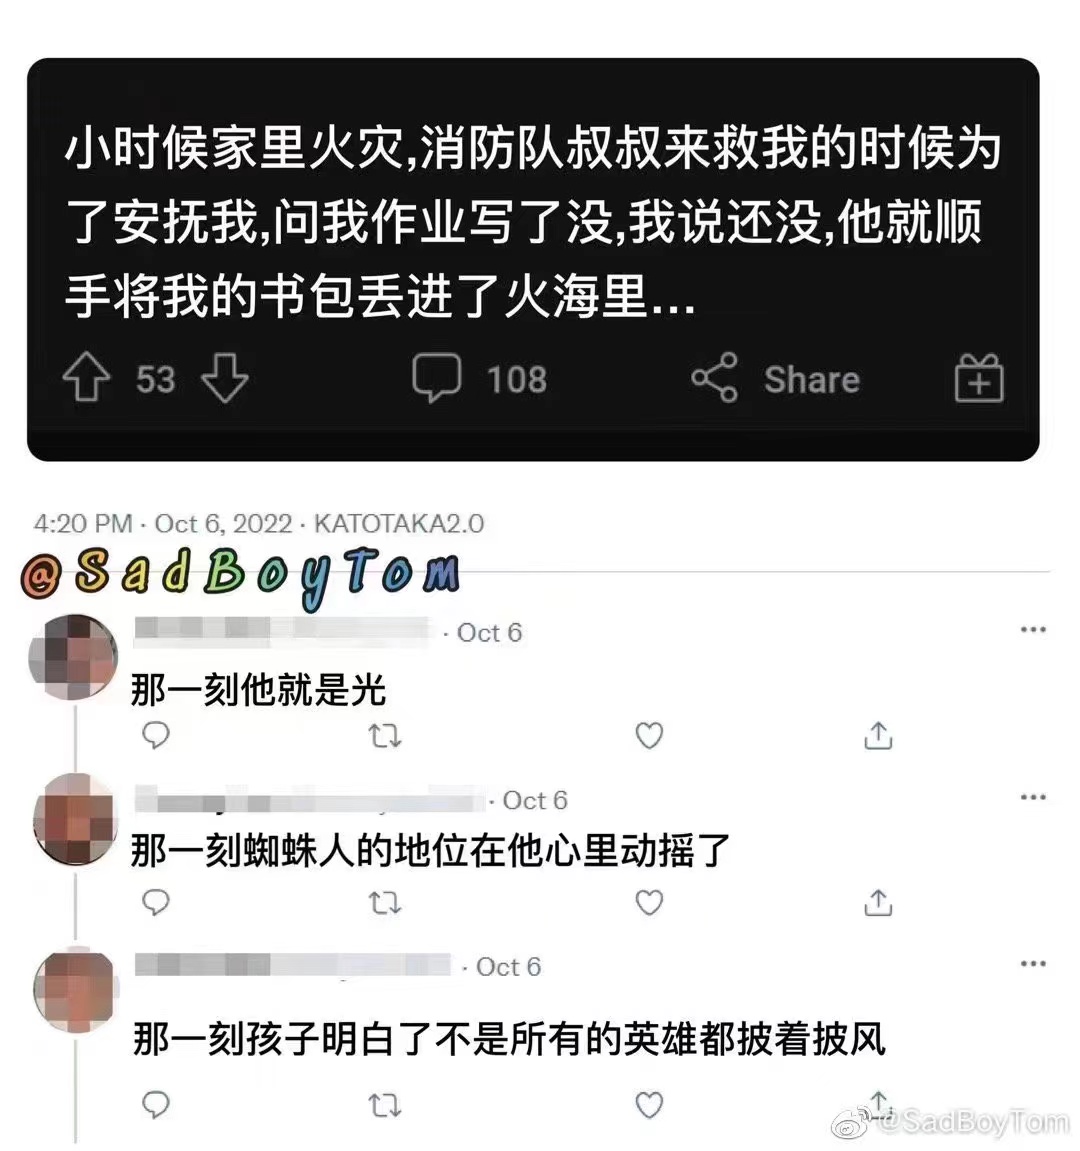 小时候家里火灾,消防队叔叔来救我的时候为
了安抚我,问我作业写了没,我说还没,他就顺
手将我的书包丢进了火海里...
53
108
Share
4:20 PM · Oct 6, 2022 · KATOTAKA2.0
@SadBoyTom
· Oct 6
那一刻他就是光
· Oct 6
那一刻蜘蛛人的地位在他心里动摇了
· Oct 6
那一刻孩子明白了不是所有的英雄都披着披风
@SadBoyTom